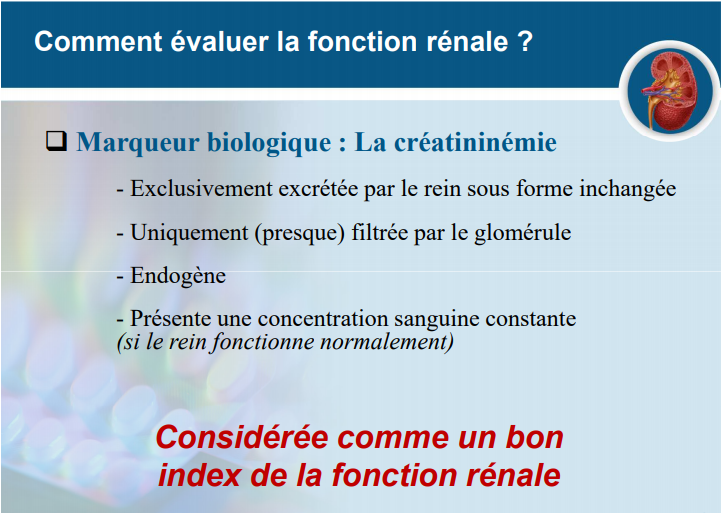 Comment évaluer la fonction rénale ?
❑ Marqueur biologique : La créatininémie
- Exclusivement excrétée par le rein sous forme inchangée
- Uniquement (presque) filtrée par le glomérule
- Endogène
- Présente une concentration sanguine constante
(si le rein fonctionne normalement)
Considérée comme un bon
index de la fonction rénale